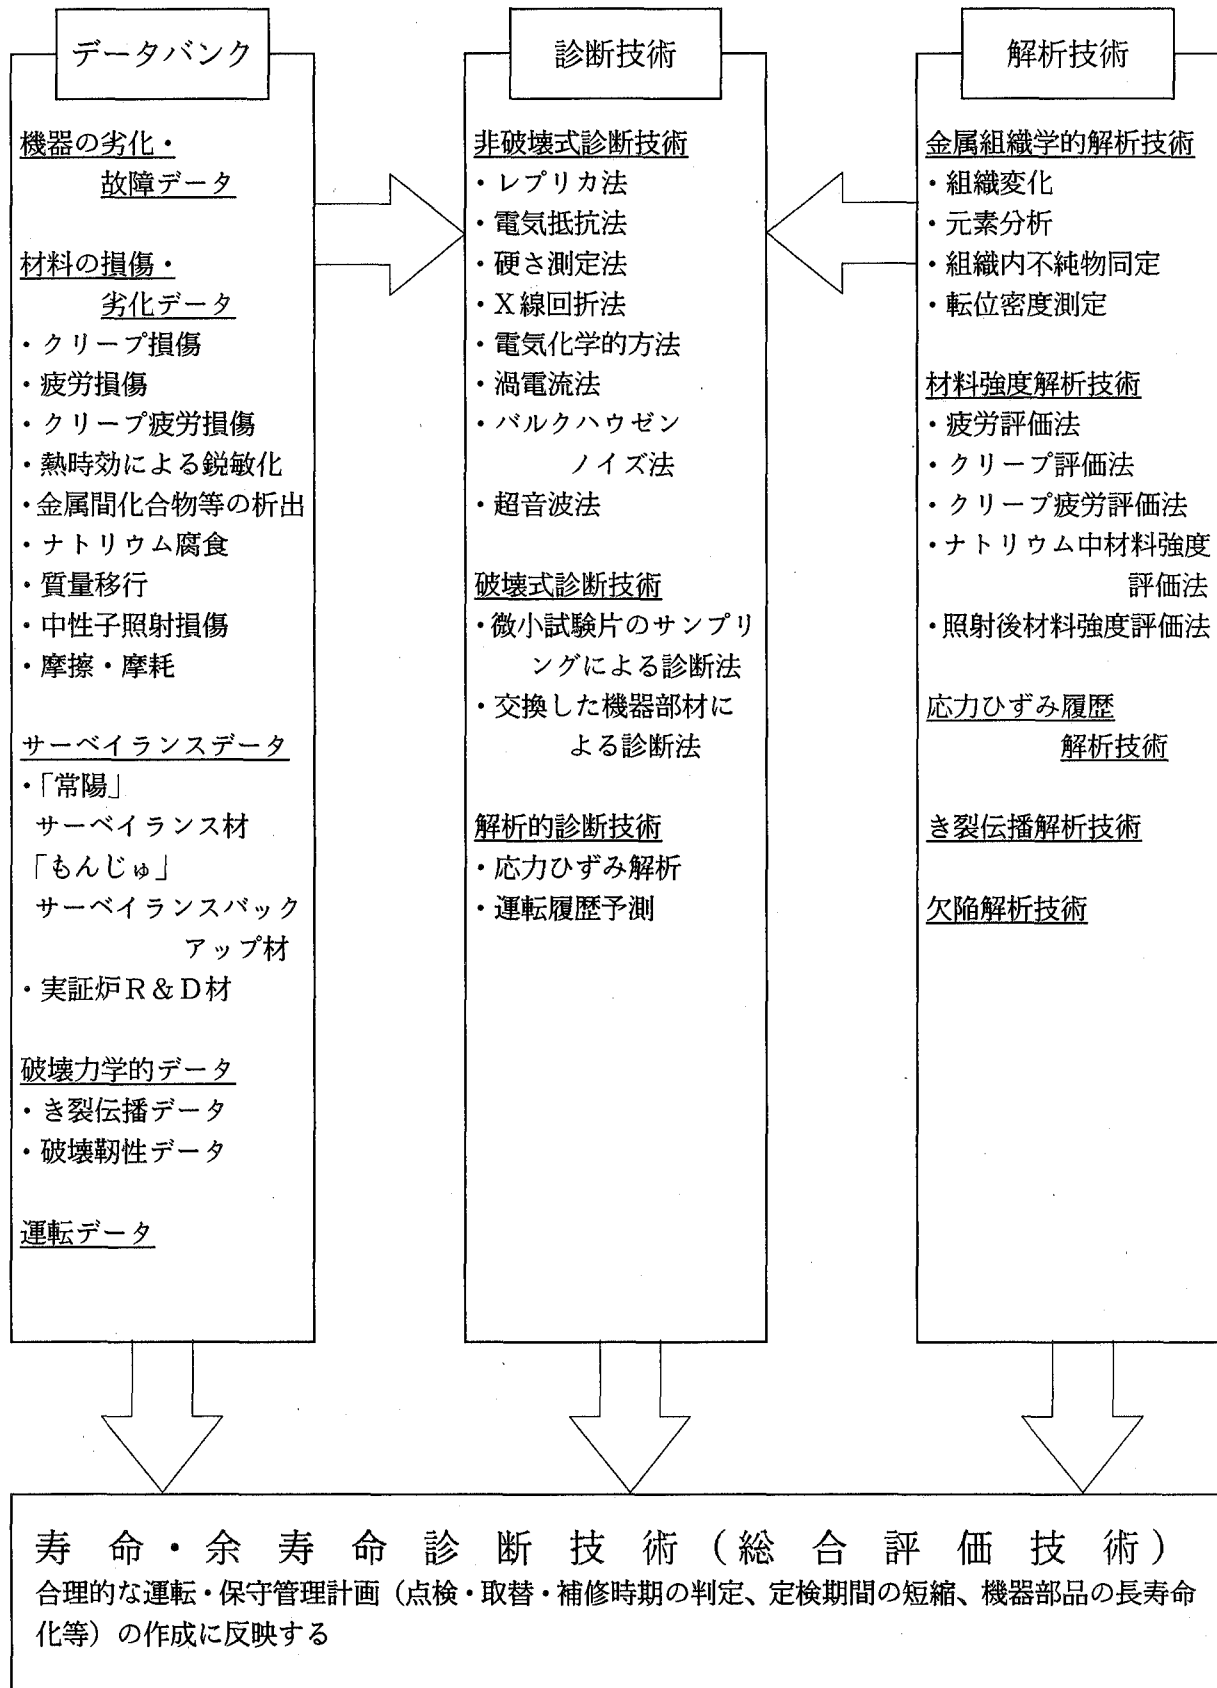 データバンク
機器の劣化・
故障データ
材料の損傷・
劣化データ
・クリープ損傷
・疲労損傷
・クリープ疲労損傷
・熱時効による鋭敏化
・金属間化合物等の析出
・ナトリウム腐食
・質量移行
・中性子照射損傷
・摩擦・摩耗
サーベイランスデータ
・「常陽」
サーベイランス材
「もんじゅ」
サーベイランスバック
アップ材
・実証炉R&D材
破壊力学的データ
・き裂伝播データ
・破壊靭性データ
運転データ
診断技術
非破壊式診断技術
・レプリカ法
・電気抵抗法
・硬さ測定法
・X線回折法
・電気化学的方法
・渦電流法
・バルクハウゼン
ノイズ法
・超音波法
破壊式診断技術
・微小試験片のサンプリ
ングによる診断法
・交換した機器部材に
よる診断法
解析的診断技術
・応力ひずみ解析
・運転履歴予測
解析技術
金属組織学的解析技術
・組織変化
・元素分析
・組織内不純物同定
・転位密度測定
材料強度解析技術
・疲労評価法
・クリープ評価法
・クリープ疲労評価法
・ナトリウム中材料強度
評価法
・照射後材料強度評価法
応力ひずみ履歴
解析技術
き裂伝播解析技術
欠陥解析技術
寿命・余寿命診断技術(総合評価技術)
合理的な運転・保守管理計画(点検・取替・補修時期の判定、定検期間の短縮、機器部品の長寿命
化等)の作成に反映する